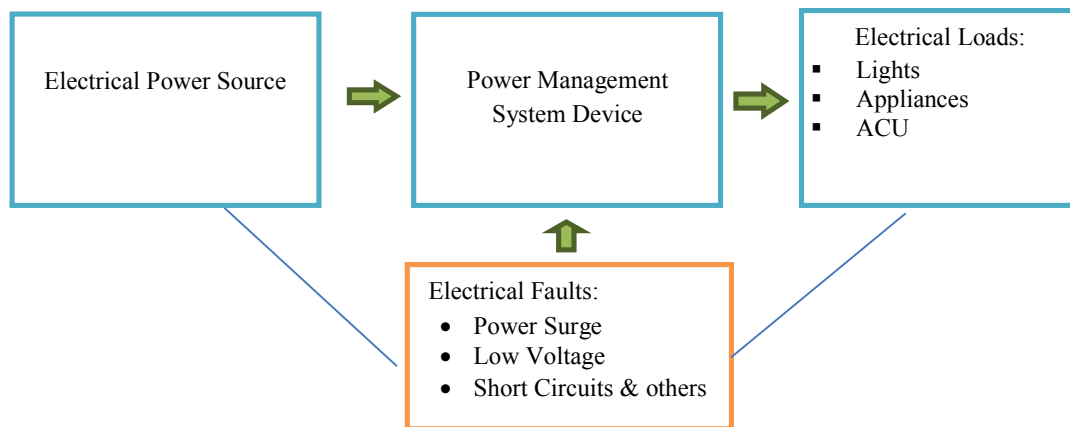 Electrical Power Source
Power Management
System Device
Electrical Loads:
▪ Lights
▪ Appliances
▪ ACU
Electrical Faults:
• Power Surge
• Low Voltage
• Short Circuits & others